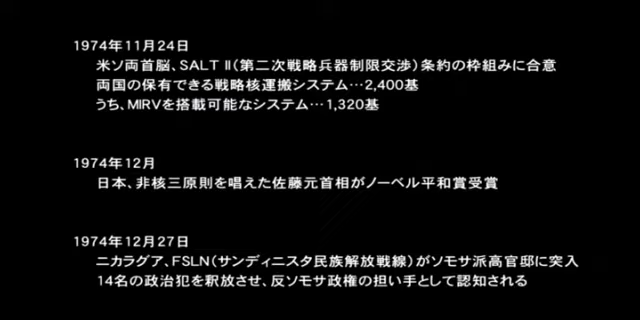 1974年11月24日
米ソ両首脳、SALT II(第二次戦略兵器制限交渉)条約の枠組みに合意
両国の保有できる戦略核運搬システム…2,400基
うち、MIRVを搭載可能なシステム…1,320基
1974年12月
日本、非核三原則を唱えた佐藤元首相がノーベル平和賞受賞
1974年12月27日
ニカラグア、FSLN(サンディニスタ民族解放戦線)がソモサ派高官邸に突入
14名の政治犯を釈放させ、反ソモサ政権の担い手として認知される